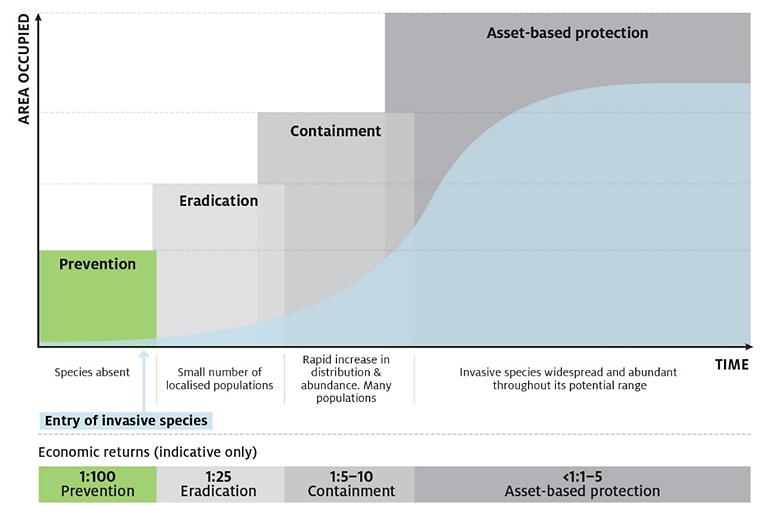 AREA OCCUPIED
Asset-based protection
Containment
Eradication
Prevention
TIME
Species absent
Small number of
localised populations
Rapid increase in
distribution &
abundance. Many
populations
Invasive species widespread and abundant
throughout its potential range
Entry of invasive species
Economic returns (indicative only)
1:100
Prevention
1:25
Eradication
1:5–10
Containment
<1:1–5
Asset-based protection